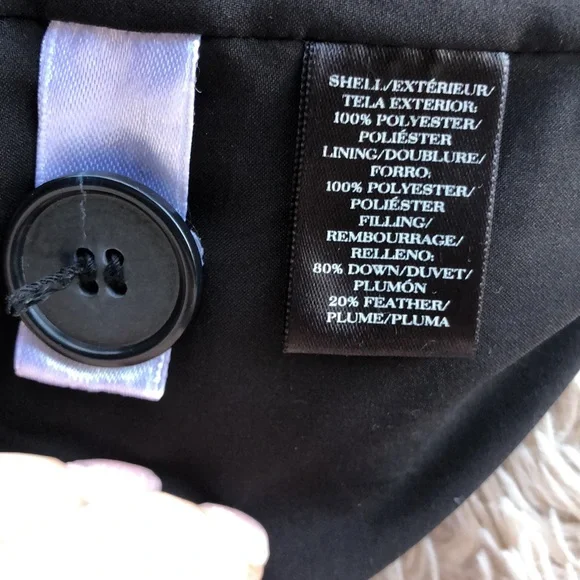 SHELL/EXTÉRIEUR/
TELA EXTERIOR:
100% POLYESTER/
POLIÉSTER
LINING/DOUBLURE/
FORRO:
100% POLYESTER/
POLIÉSTER
FILLING/
REMBOURRAGE/
RELLENO:
80% DOWN/DUVET/
PLUMÓN
20% FEATHER/
PLUME/PLUMA